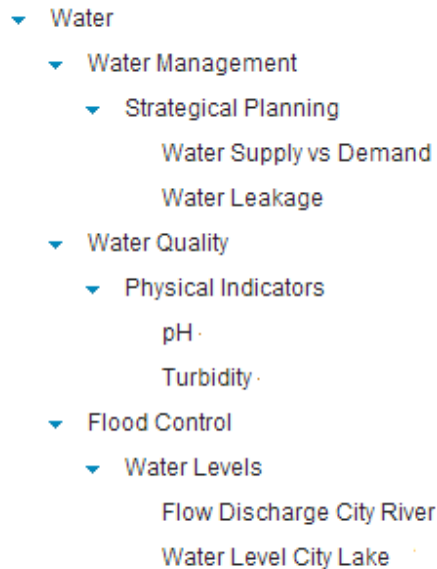 Water
Water Management
Strategical Planning
Water Supply vs Demand
Water Leakage
Water Quality
Physical Indicators
pH
Turbidity
Flood Control
Water Levels
Flow Discharge City River
Water Level City Lake